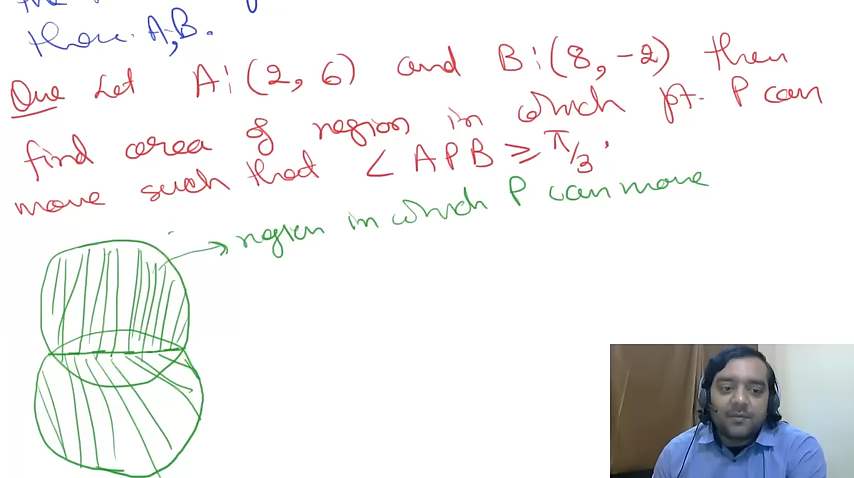 there. A, B.
Que Let A:(2, 6) and B:(8, -2) then
find area of region in which pt. P can
move such that < APB ≥ π/3.
region in which P can move